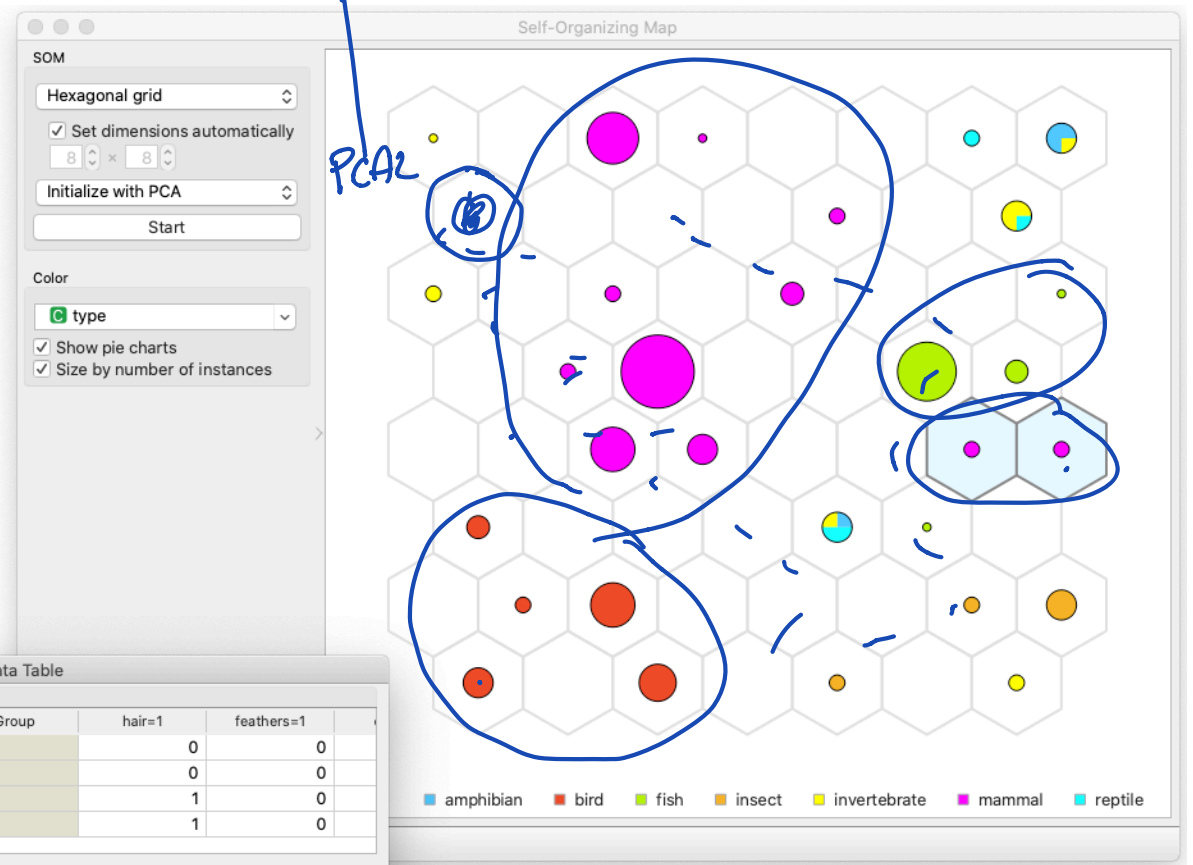 Self-Organizing Map
SOM
Hexagonal grid
Set dimensions automatically
8 × 8
Initialize with PCA
Start
Color
C type
Show pie charts
Size by number of instances
PCA2
amphibian bird fish insect invertebrate mammal reptile
ata Table
Group hair=1 feathers=1
0 0
0 0
1 0
1 0